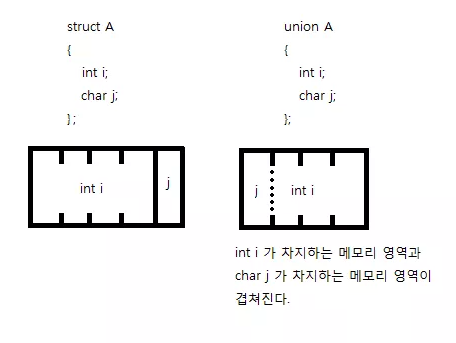 struct A
{
int i;
char j;
};
int i
j
union A
{
int i;
char j;
};
j
int i
int i 가 차지하는 메모리 영역과
char j 가 차지하는 메모리 영역이
겹쳐진다.